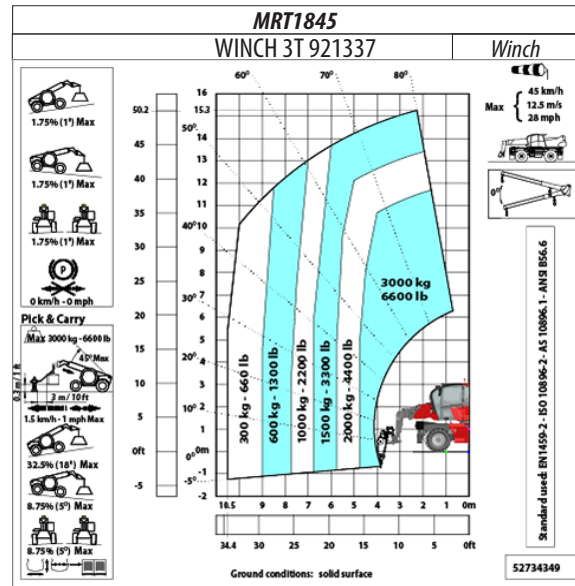 MRT1845
WINCH 3T 921337
Winch
1.75% (1°) Max
1.75% (1°) Max
1.75% (1°) Max
P
0 km/h - 0 mph
Pick & Carry
Max 3000 kg - 6600 lb
45° Max
0.3 m / 1 ft
3 m / 10 ft
1.5 km/h - 1 mph Max
32.5% (18°) Max
8.75% (5°) Max
8.75% (5°) Max
50.2
45
40
35
30
25
20
15
10
5
0ft
-5
16
15.3
14
13
12
11
10
9
8
7
6
5
4
3
2
1
0m
-1
-2
60°
70°
80°
50°
40°
30°
20°
10°
0°
-5°
3000 kg
6600 lb
300 kg - 660 lb
600 kg - 1300 lb
1000 kg - 2200 lb
1500 kg - 3300 lb
2000 kg - 4400 lb
10.5 9 8 7 6 5 4 3 2 1 0m
34.4 30 25 20 15 10 5 0ft
Ground conditions: solid surface
Max
45 km/h
12.5 m/s
28 mph
0°
Standard used: EN1459-2 - ISO 10896-2 - AS 10896.1 - ANSI B56.6
52734349